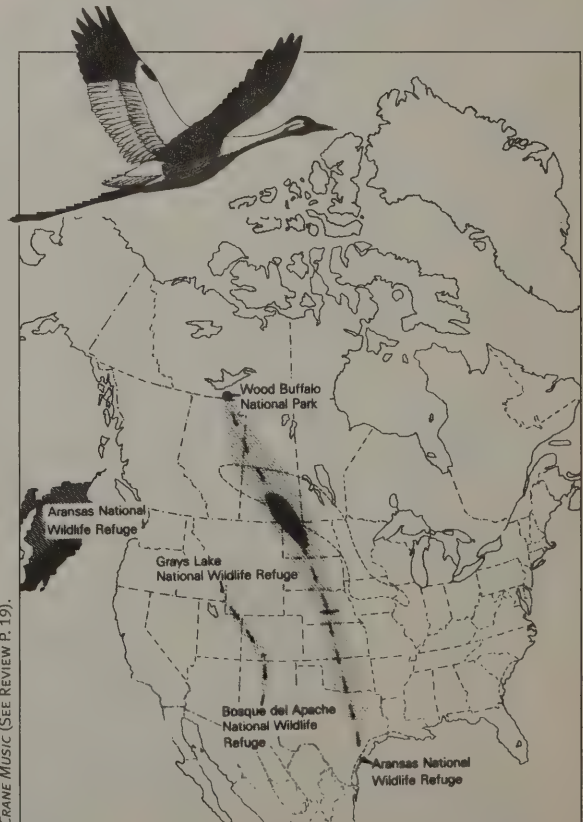 Wood Buffalo
National Park
Aransas National
Wildlife Refuge
Grays Lake
National Wildlife Refuge
Bosque del Apache
National Wildlife
Refuge
Aransas National
Wildlife Refuge
CRANE MUSIC (SEE REVIEW P. 19).